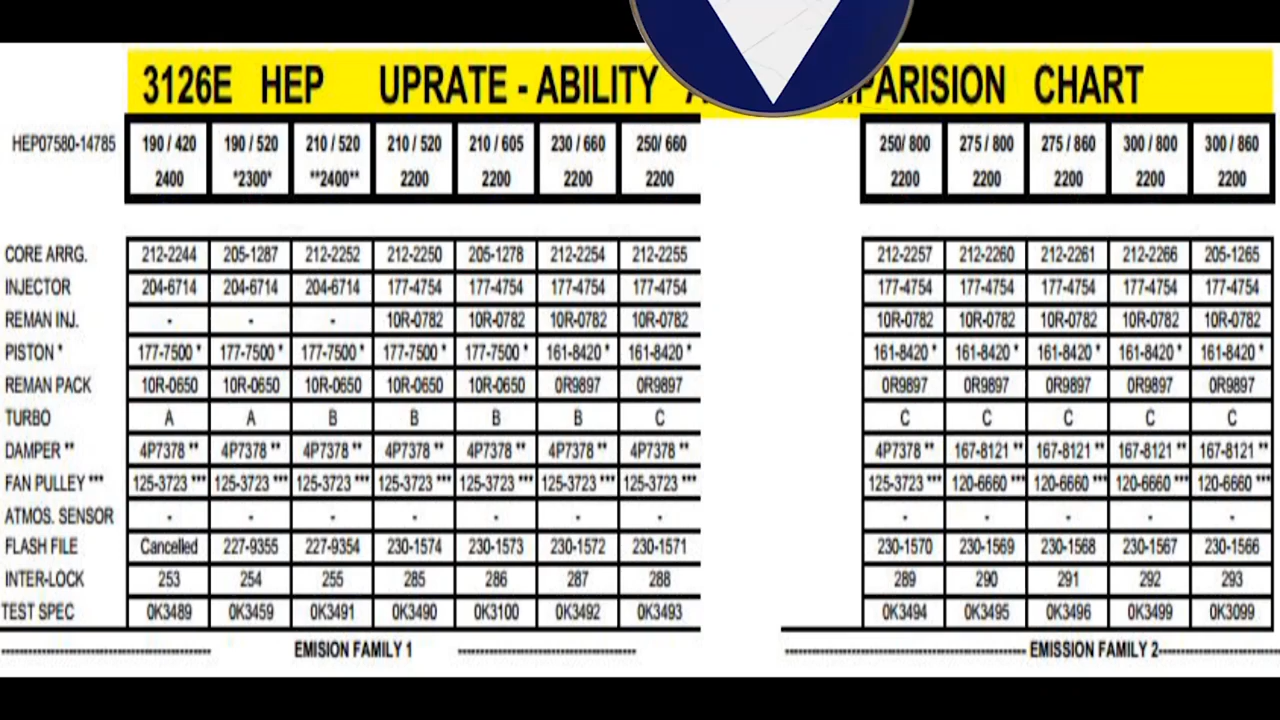 3126E HEP UPRATE - ABILITY CHART
HEP07580-14785 190 / 420 190 / 520 210 / 520 210 / 520 210 / 605 230 / 660 250/ 660 250/ 800 275 / 800 275 / 860 300 / 800 300 / 860
2400 *2300* **2400** 2200 2200 2200 2200 2200 2200 2200 2200 2200
CORE ARRG. 212-2244 205-1287 212-2252 212-2250 205-1278 212-2254 212-2255 212-2257 212-2260 212-2261 212-2266 205-1265
INJECTOR 204-6714 204-6714 204-6714 177-4754 177-4754 177-4754 177-4754 177-4754 177-4754 177-4754 177-4754 177-4754
REMAN INJ. - - - 10R-0782 10R-0782 10R-0782 10R-0782 10R-0782 10R-0782 10R-0782 10R-0782 10R-0782
PISTON * 177-7500 * 177-7500 * 177-7500 * 177-7500 * 177-7500 * 161-8420 * 161-8420 * 161-8420 * 161-8420 * 161-8420 * 161-8420 * 161-8420 *
REMAN PACK 10R-0650 10R-0650 10R-0650 10R-0650 10R-0650 0R9897 0R9897 0R9897 0R9897 0R9897 0R9897 0R9897
TURBO A A B B B B C C C C C C
DAMPER ** 4P7378 ** 4P7378 ** 4P7378 ** 4P7378 ** 4P7378 ** 4P7378 ** 4P7378 ** 4P7378 ** 167-8121 ** 167-8121 ** 167-8121 ** 167-8121 **
FAN PULLEY *** 125-3723 *** 125-3723 *** 125-3723 *** 125-3723 *** 125-3723 *** 125-3723 *** 125-3723 *** 125-3723 *** 120-6660 *** 120-6660 *** 120-6660 *** 120-6660 ***
ATMOS. SENSOR - - - - - - - - - - - -
FLASH FILE Cancelled 227-9355 227-9354 230-1574 230-1573 230-1572 230-1571 230-1570 230-1569 230-1568 230-1567 230-1566
INTER-LOCK 253 254 255 285 286 287 288 289 290 291 292 293
TEST SPEC 0K3489 0K3459 0K3491 0K3490 0K3100 0K3492 0K3493 0K3494 0K3495 0K3496 0K3499 0K3099
EMISION FAMILY 1 EMISSION FAMILY 2